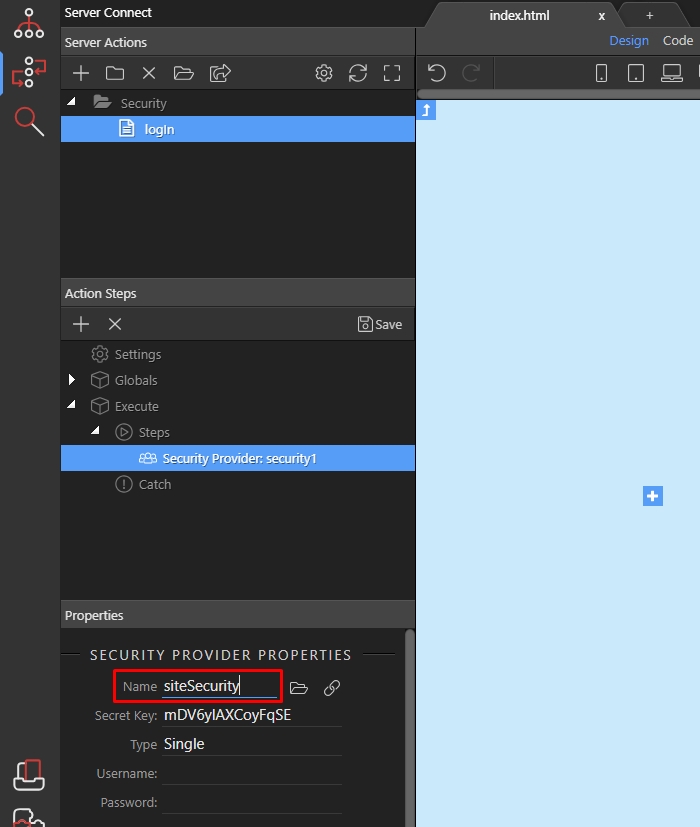 Server Connect
index.html x +
Server Actions
Design Code
Security
logIn
Action Steps
Save
Settings
Globals
Execute
Steps
Security Provider: security1
Catch
Properties
SECURITY PROVIDER PROPERTIES
Name siteSecurity
Secret Key: mDV6ylAXCoyFqSE
Type Single
Username:
Password: